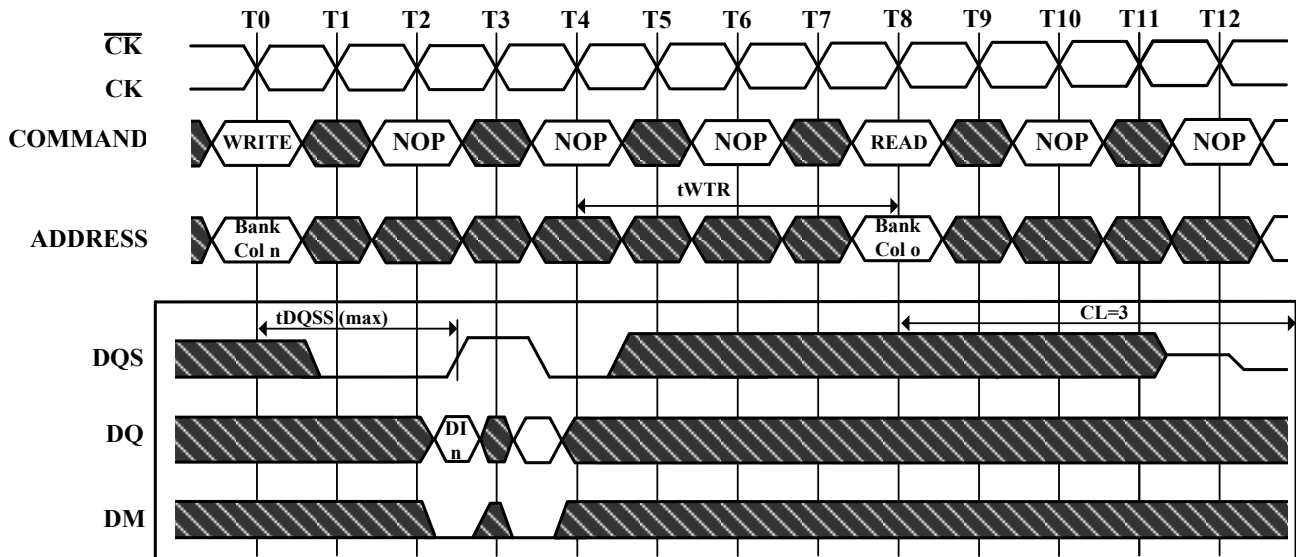 T0 T1 T2 T3 T4 T5 T6 T7 T8 T9 T10 T11 T12
CK
CK
COMMAND WRITE NOP NOP NOP READ NOP NOP
tWTR
ADDRESS Bank Col n Bank Col o
tDQSS (max) CL=3
DQS
DQ DI n
DM